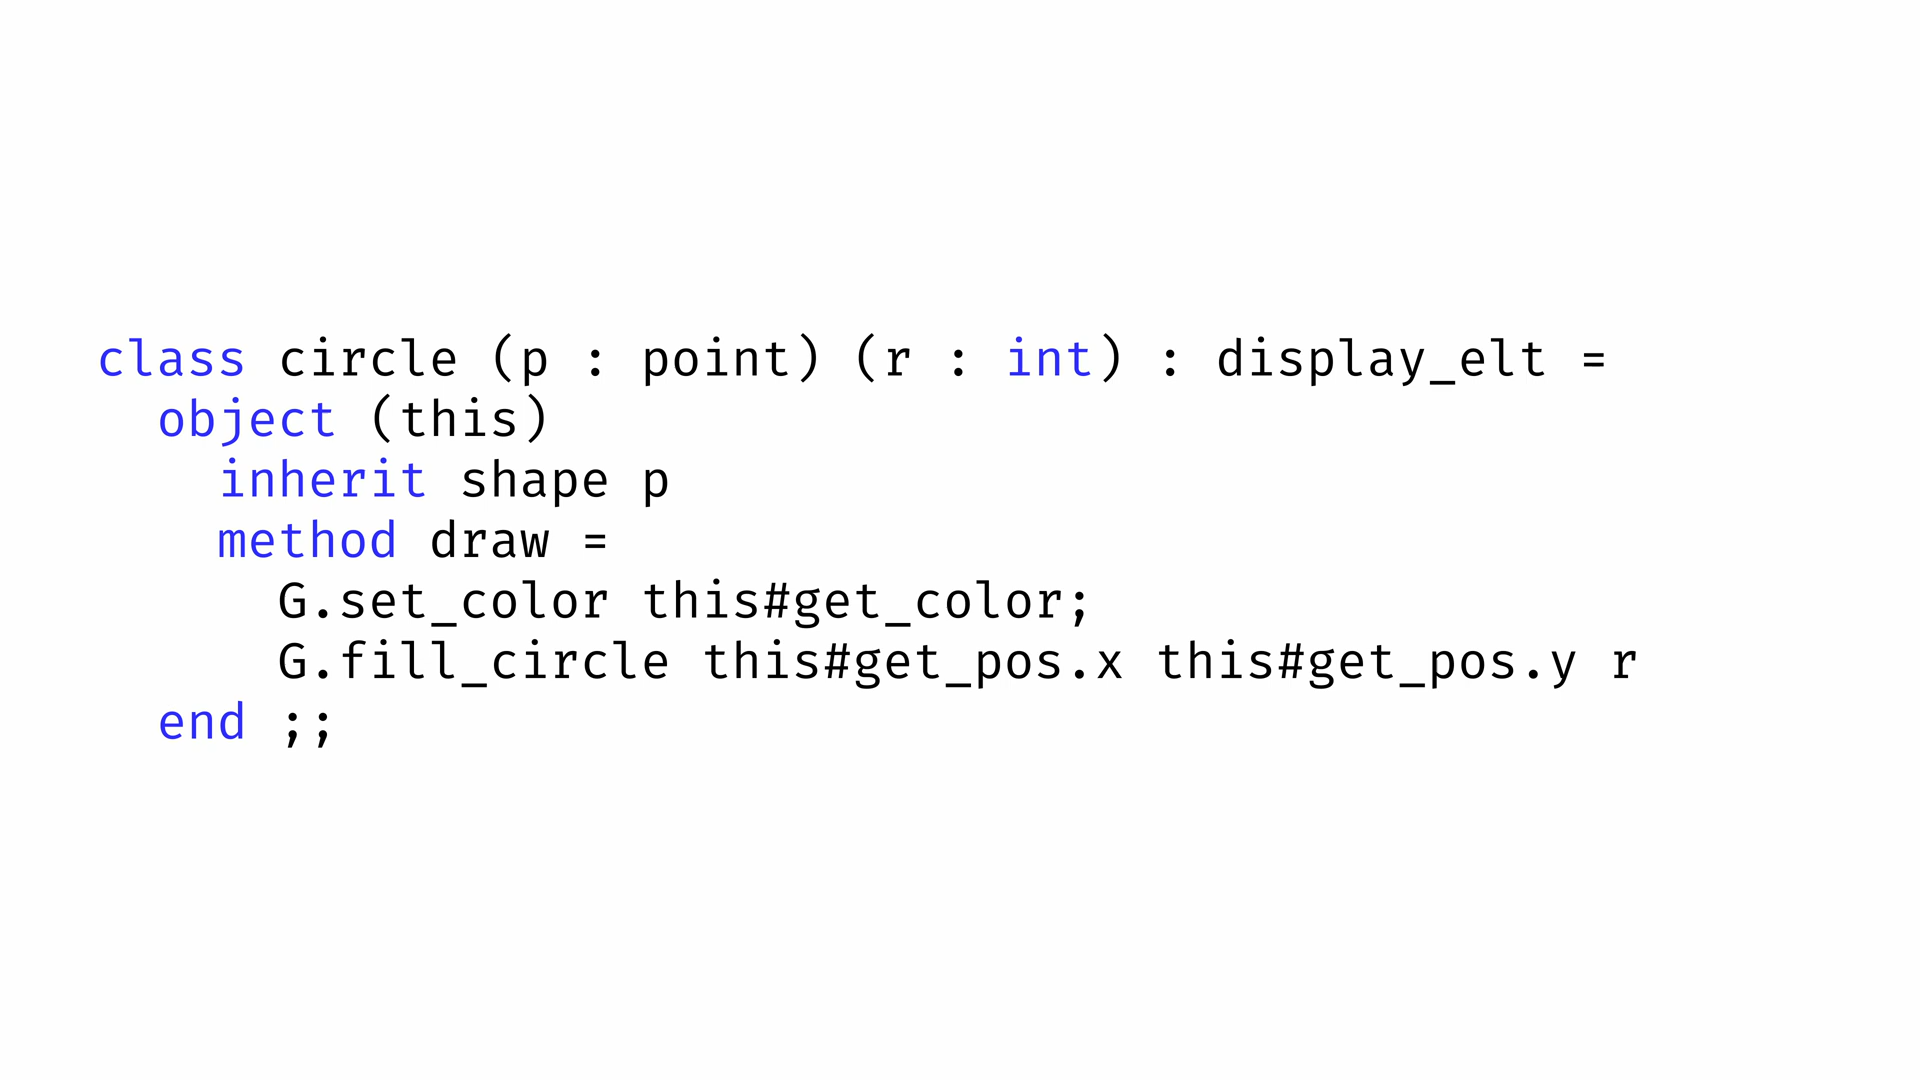 class circle (p : point) (r : int) : display_elt =
object (this)
inherit shape p
method draw =
G.set_color this#get_color;
G.fill_circle this#get_pos.x this#get_pos.y r
end ;;